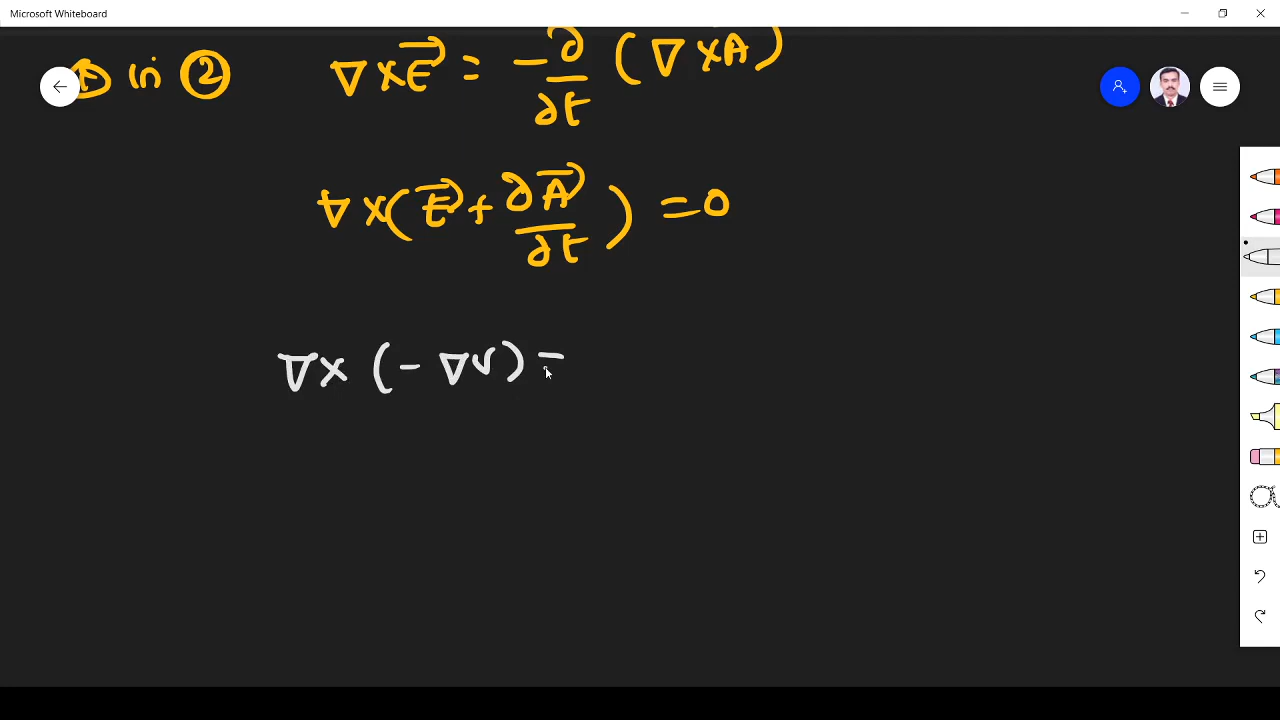 Microsoft Whiteboard
① in ② ∇×E⃗ = -∂/∂t (∇×A)
∇×(E⃗ + ∂A⃗/∂t) = 0
∇×(-∇V) =